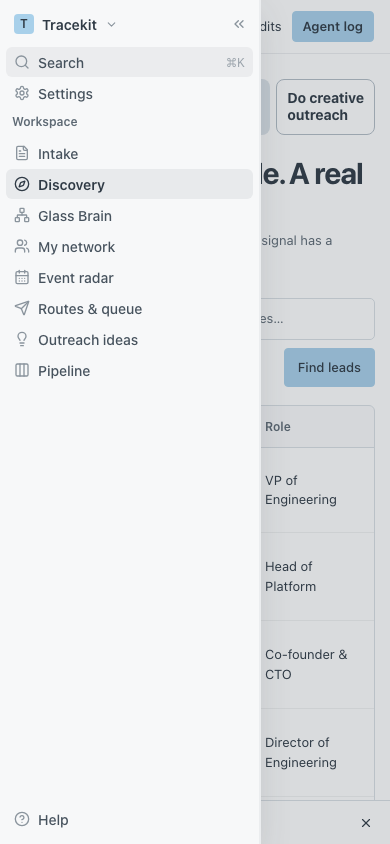 T Tracekit
Search ⌘K
Settings
Workspace
Intake
Discovery
Glass Brain
My network
Event radar
Routes & queue
Outreach ideas
Pipeline
Help
dits
Agent log
Do creative
outreach
le. A real
signal has a
es...
Find leads
Role
VP of
Engineering
Head of
Platform
Co-founder &
CTO
Director of
Engineering